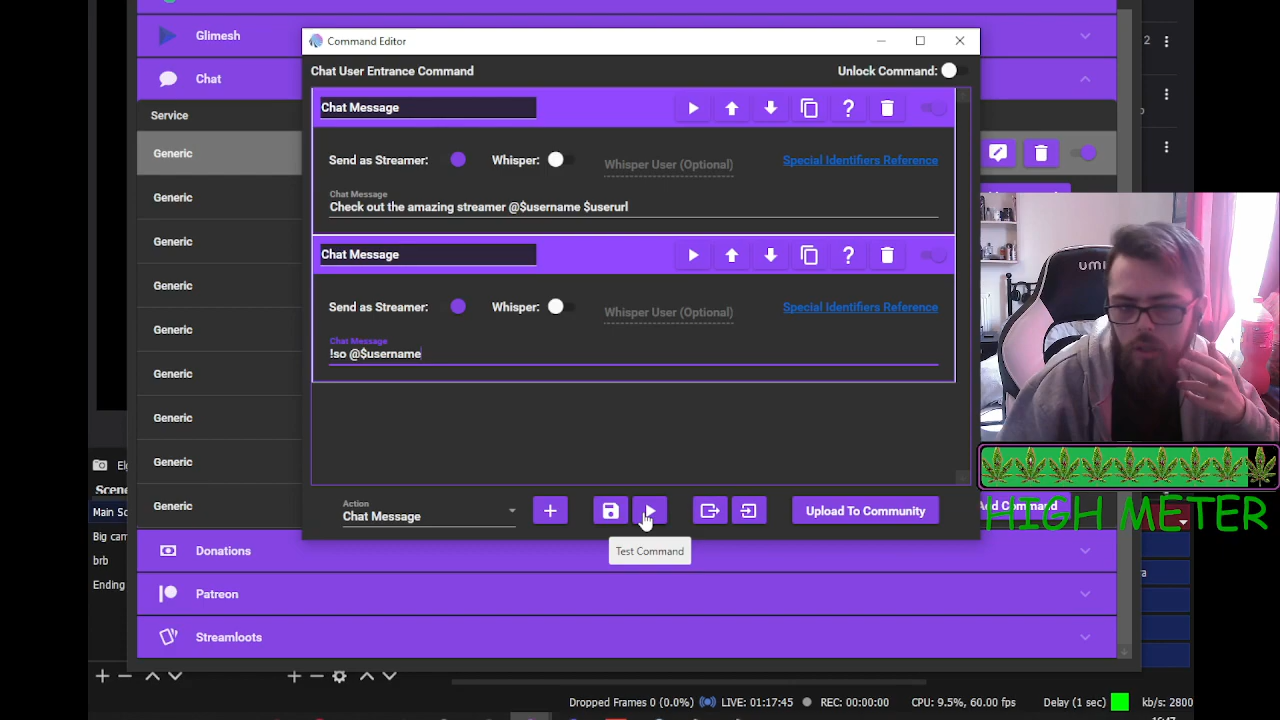 Glimesh
Command Editor
Chat
Chat User Entrance Command
Unlock Command:
Service
Generic
Chat Message
Send as Streamer:
Whisper:
Whisper User (Optional)
Special Identifiers Reference
Chat Message
Check out the amazing streamer @$username $userurl
Generic
Generic
Chat Message
Generic
Send as Streamer:
Whisper:
Whisper User (Optional)
Special Identifiers Reference
Generic
Chat Message
!so @$username
Generic
Generic
Generic
Generic
Action
Chat Message
Upload To Community
Add Command
HIGH METER
Test Command
Donations
Patreon
Streamloots
Scene
Main Sc
Big cam
brb
Ending
UMI
2
Dropped Frames 0 (0.0%)
LIVE: 01:17:45
REC: 00:00:00
CPU: 9.5%, 60.00 fps
Delay (1 sec)
kb/s: 2800